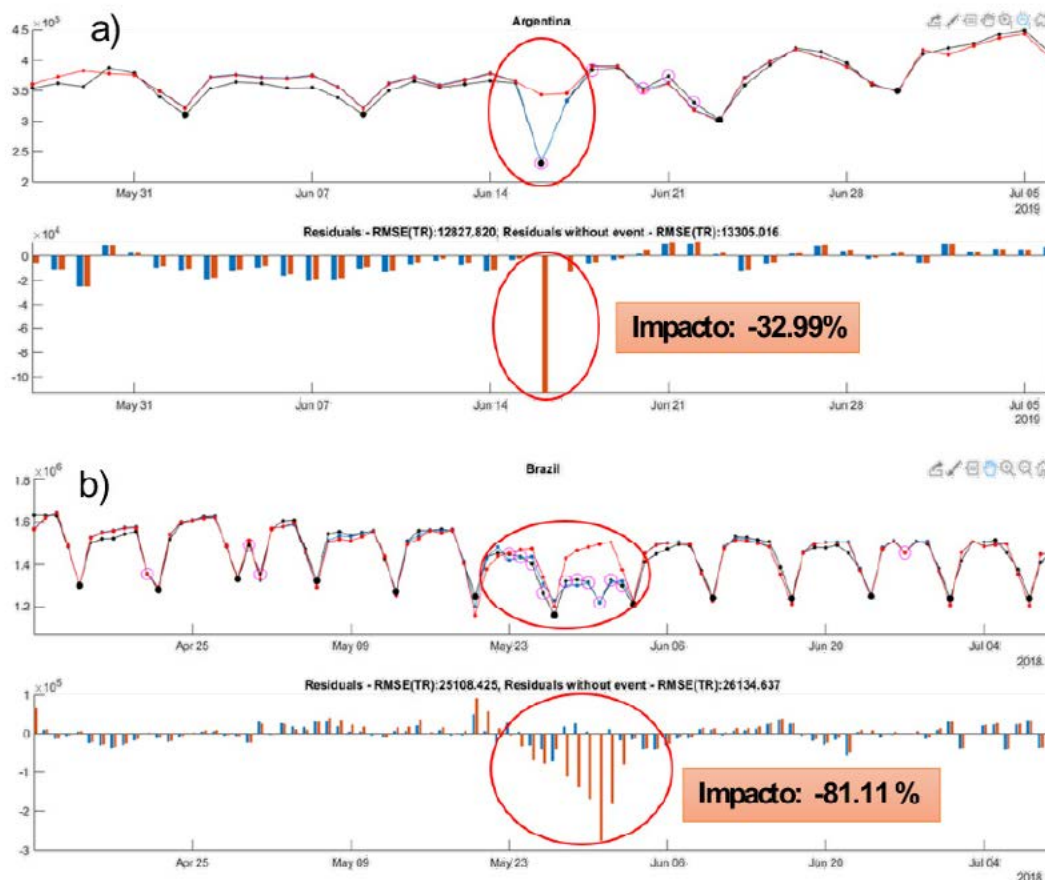 a)
Argentina
×10⁵
4.5
4
3.5
3
2.5
2
May 31 Jun 07 Jun 14 Jun 21 Jun 28 Jul 05
2019
Residuals - RMSE(TR):12827.820, Residuals without event - RMSE(TR):13305.016
×10⁴
0
-2
-4
-6
-8
-10
Impacto: -32.99%
May 31 Jun 07 Jun 14 Jun 21 Jun 28 Jul 05
2019
b)
Brazil
×10⁶
1.8
1.6
1.4
1.2
Apr 25 May 09 May 23 Jun 06 Jun 20 Jul 04
2018
Residuals - RMSE(TR):25108.425, Residuals without event - RMSE(TR):26134.637
×10⁵
1
0
-1
-2
-3
Impacto: -81.11 %
Apr 25 May 09 May 23 Jun 06 Jun 20 Jul 04
2018